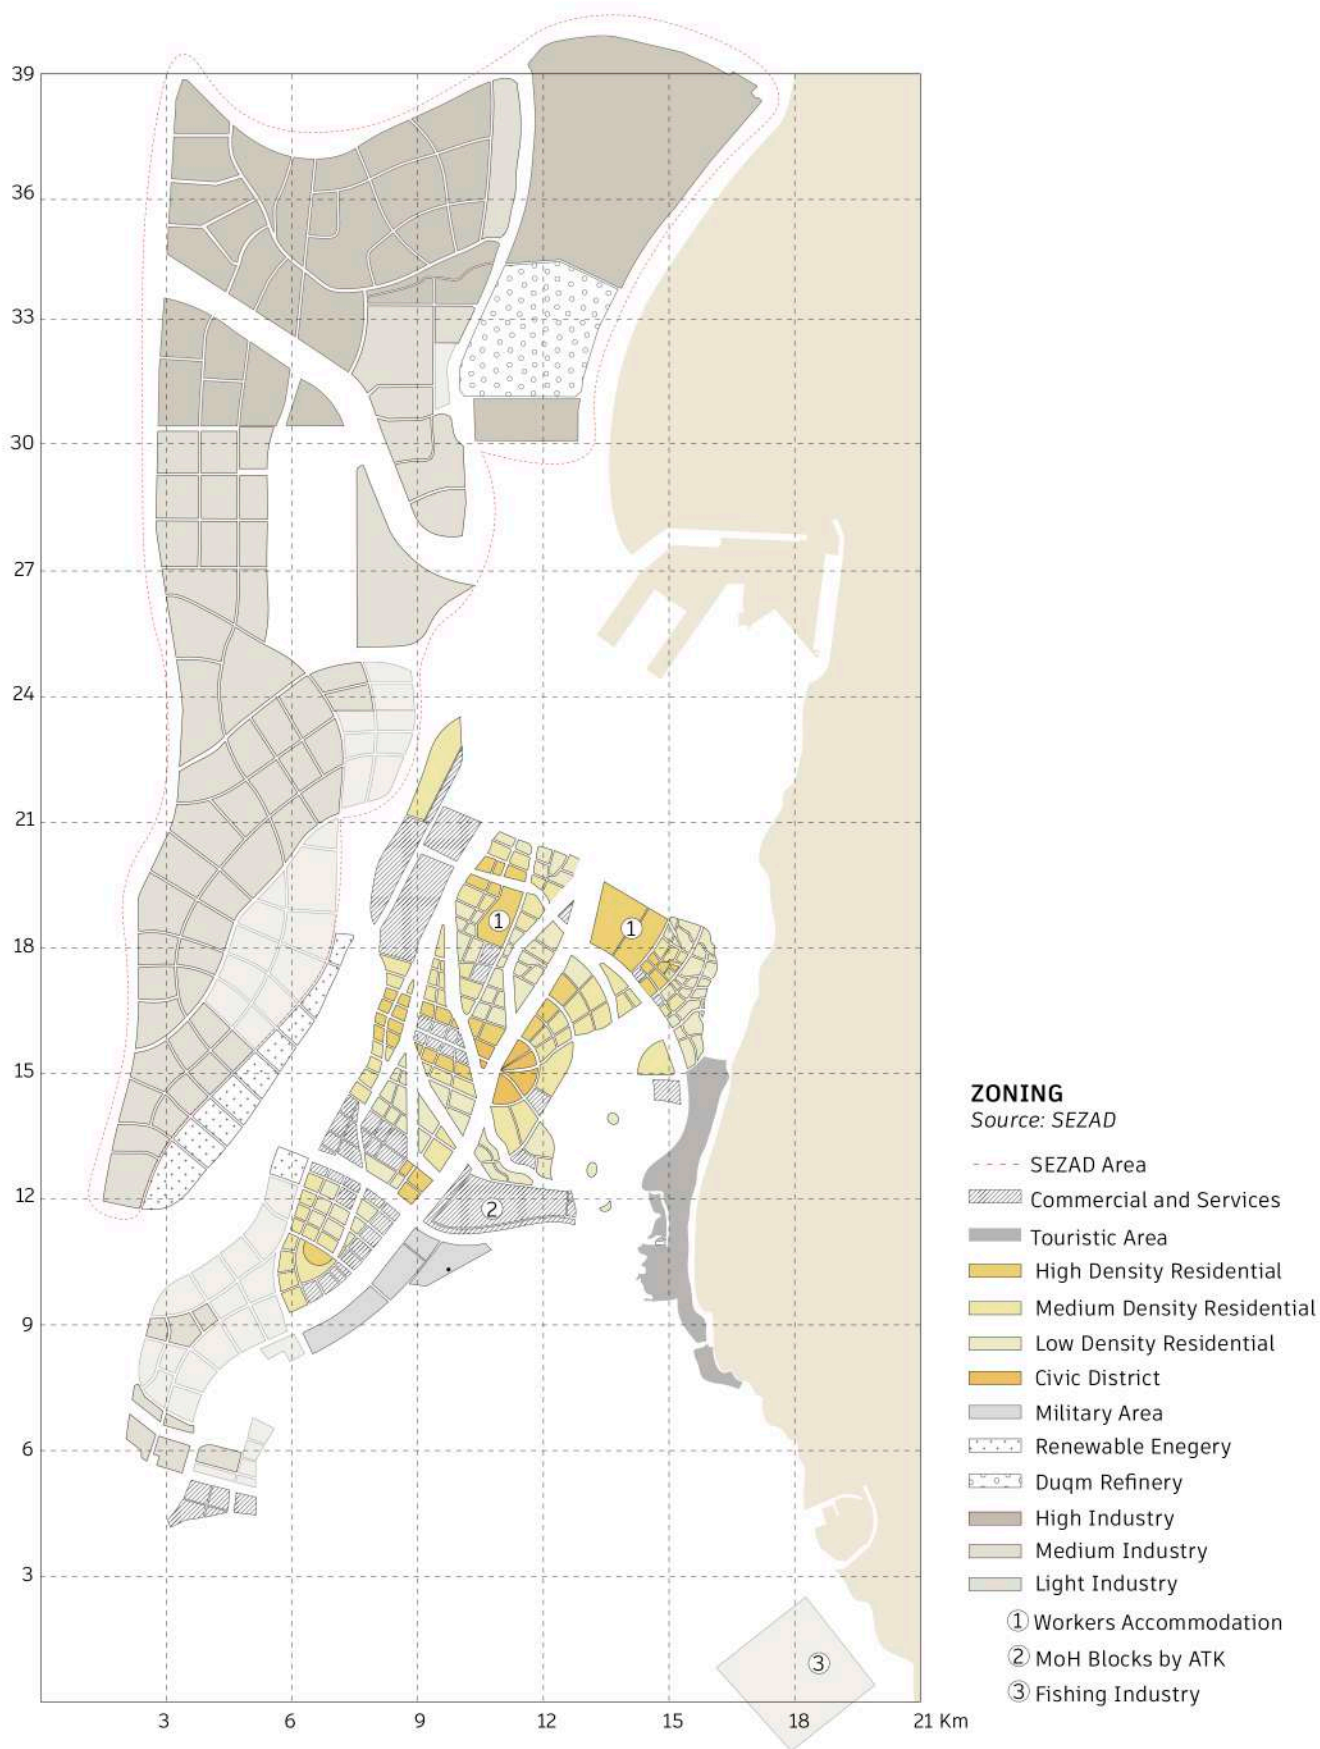 39
36
33
30
27
24
21
18
15
12
9
6
3
3
6
9
12
15
18
21 Km
1
1
2
3
ZONING
Source: SEZAD
SEZAD Area
Commercial and Services
Touristic Area
High Density Residential
Medium Density Residential
Low Density Residential
Civic District
Military Area
Renewable Enegery
Duqm Refinery
High Industry
Medium Industry
Light Industry
1 Workers Accommodation
2 MoH Blocks by ATK
3 Fishing Industry